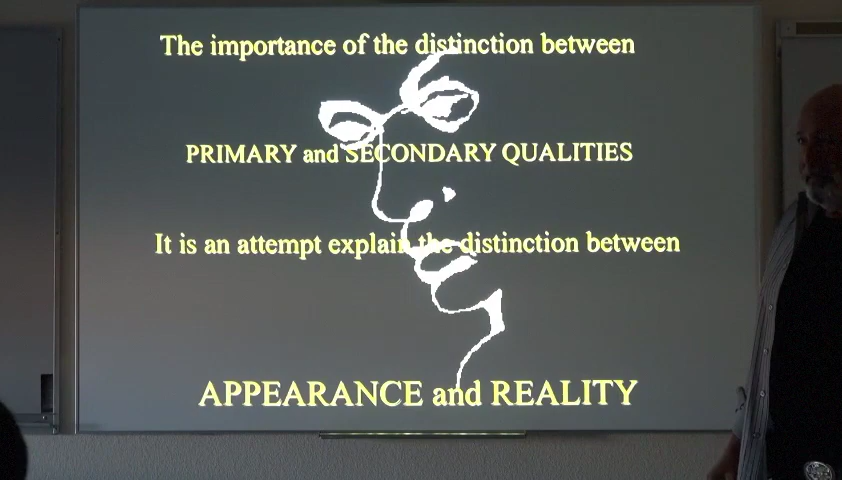 The importance of the distinction between
PRIMARY and SECONDARY QUALITIES
It is an attempt explain the distinction between
APPEARANCE and REALITY